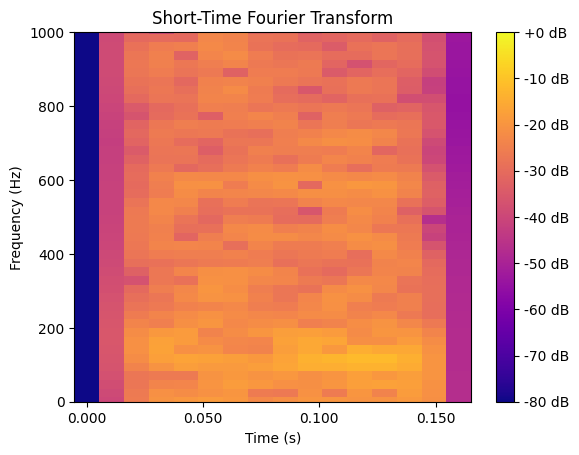 Short-Time Fourier Transform
Frequency (Hz)
1000
800
600
400
200
0
0.000
0.050
0.100
0.150
Time (s)
+0 dB
-10 dB
-20 dB
-30 dB
-40 dB
-50 dB
-60 dB
-70 dB
-80 dB